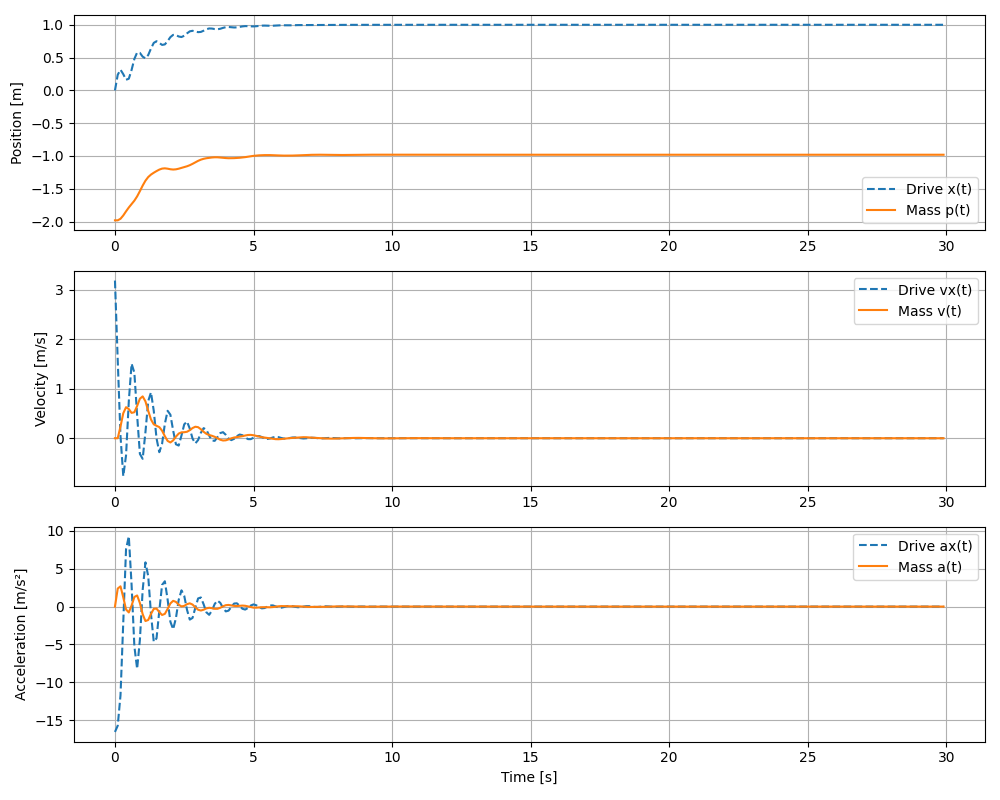 1.0
0.5
0.0
−0.5
−1.0
−1.5
−2.0
Position [m]
Drive x(t)
Mass p(t)
0 5 10 15 20 25 30
3
2
1
0
Velocity [m/s]
Drive vx(t)
Mass v(t)
0 5 10 15 20 25 30
10
5
0
−5
−10
−15
Acceleration [m/s²]
Drive ax(t)
Mass a(t)
0 5 10 15 20 25 30
Time [s]